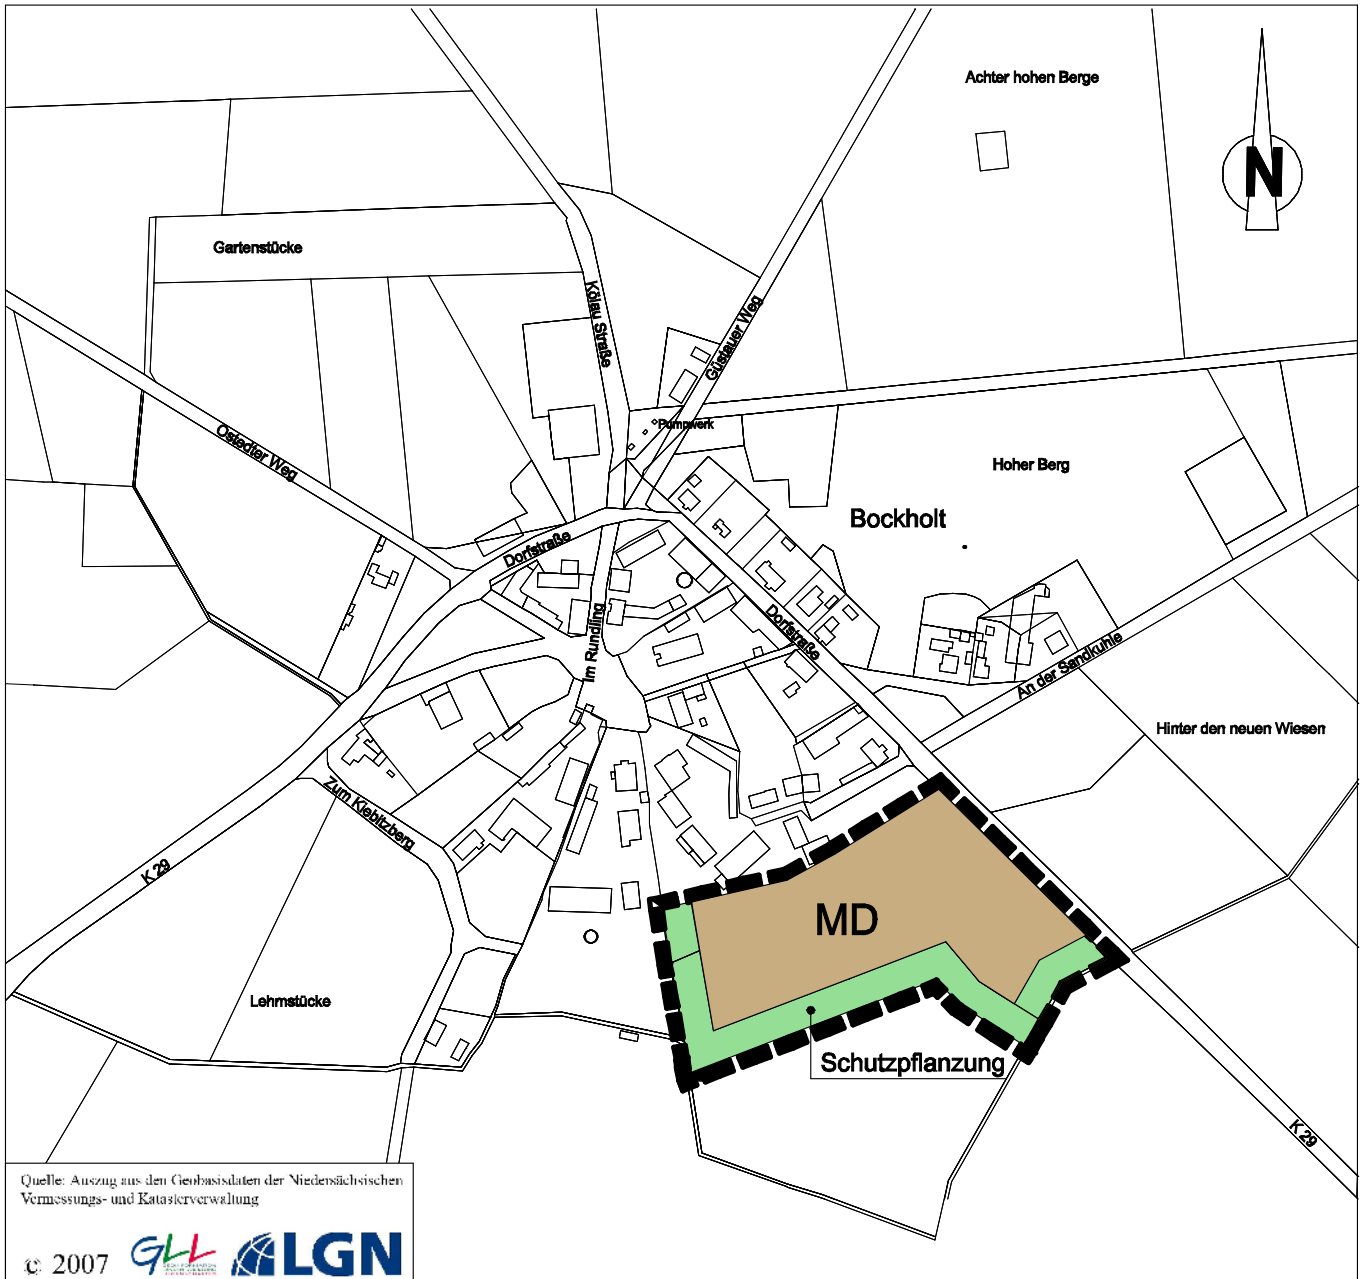 Achter hohen Berge
N
Gartenstücke
Kölau Straße
Güstauer Weg
Pumpwerk
Ostedter Weg
Hoher Berg
Bockholt
Dorfstraße
Im Rundling
Dorfstraße
An der Sandkuhle
Hinter den neuen Wiesen
Zum Kiebitzberg
K 29
MD
Lehmstücke
Schutzpflanzung
K 29
Quelle: Auszug aus den Geobasisdaten der Niedersächsischen
Vermessungs- und Katasterverwaltung
© 2007
GLL
LGN